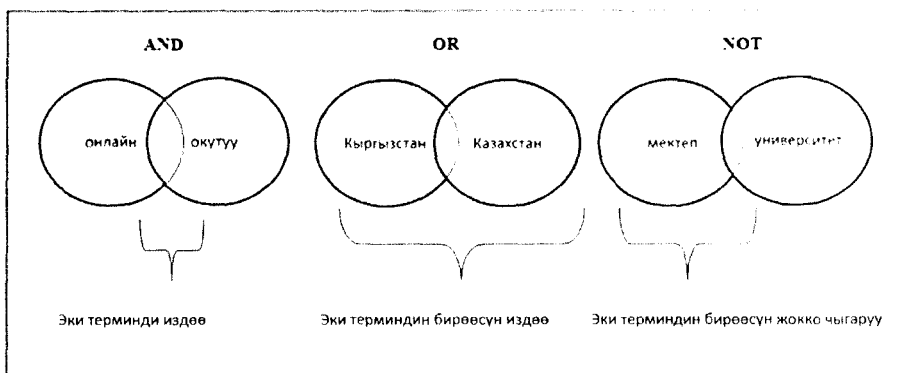 AND OR NOT
онлайн окутуу Кыргызстан Казахстан мектеп университет
Эки терминди издөө Эки терминдин бирөөсүн издөө Эки терминдин бирөөсүн жокко чыгаруу